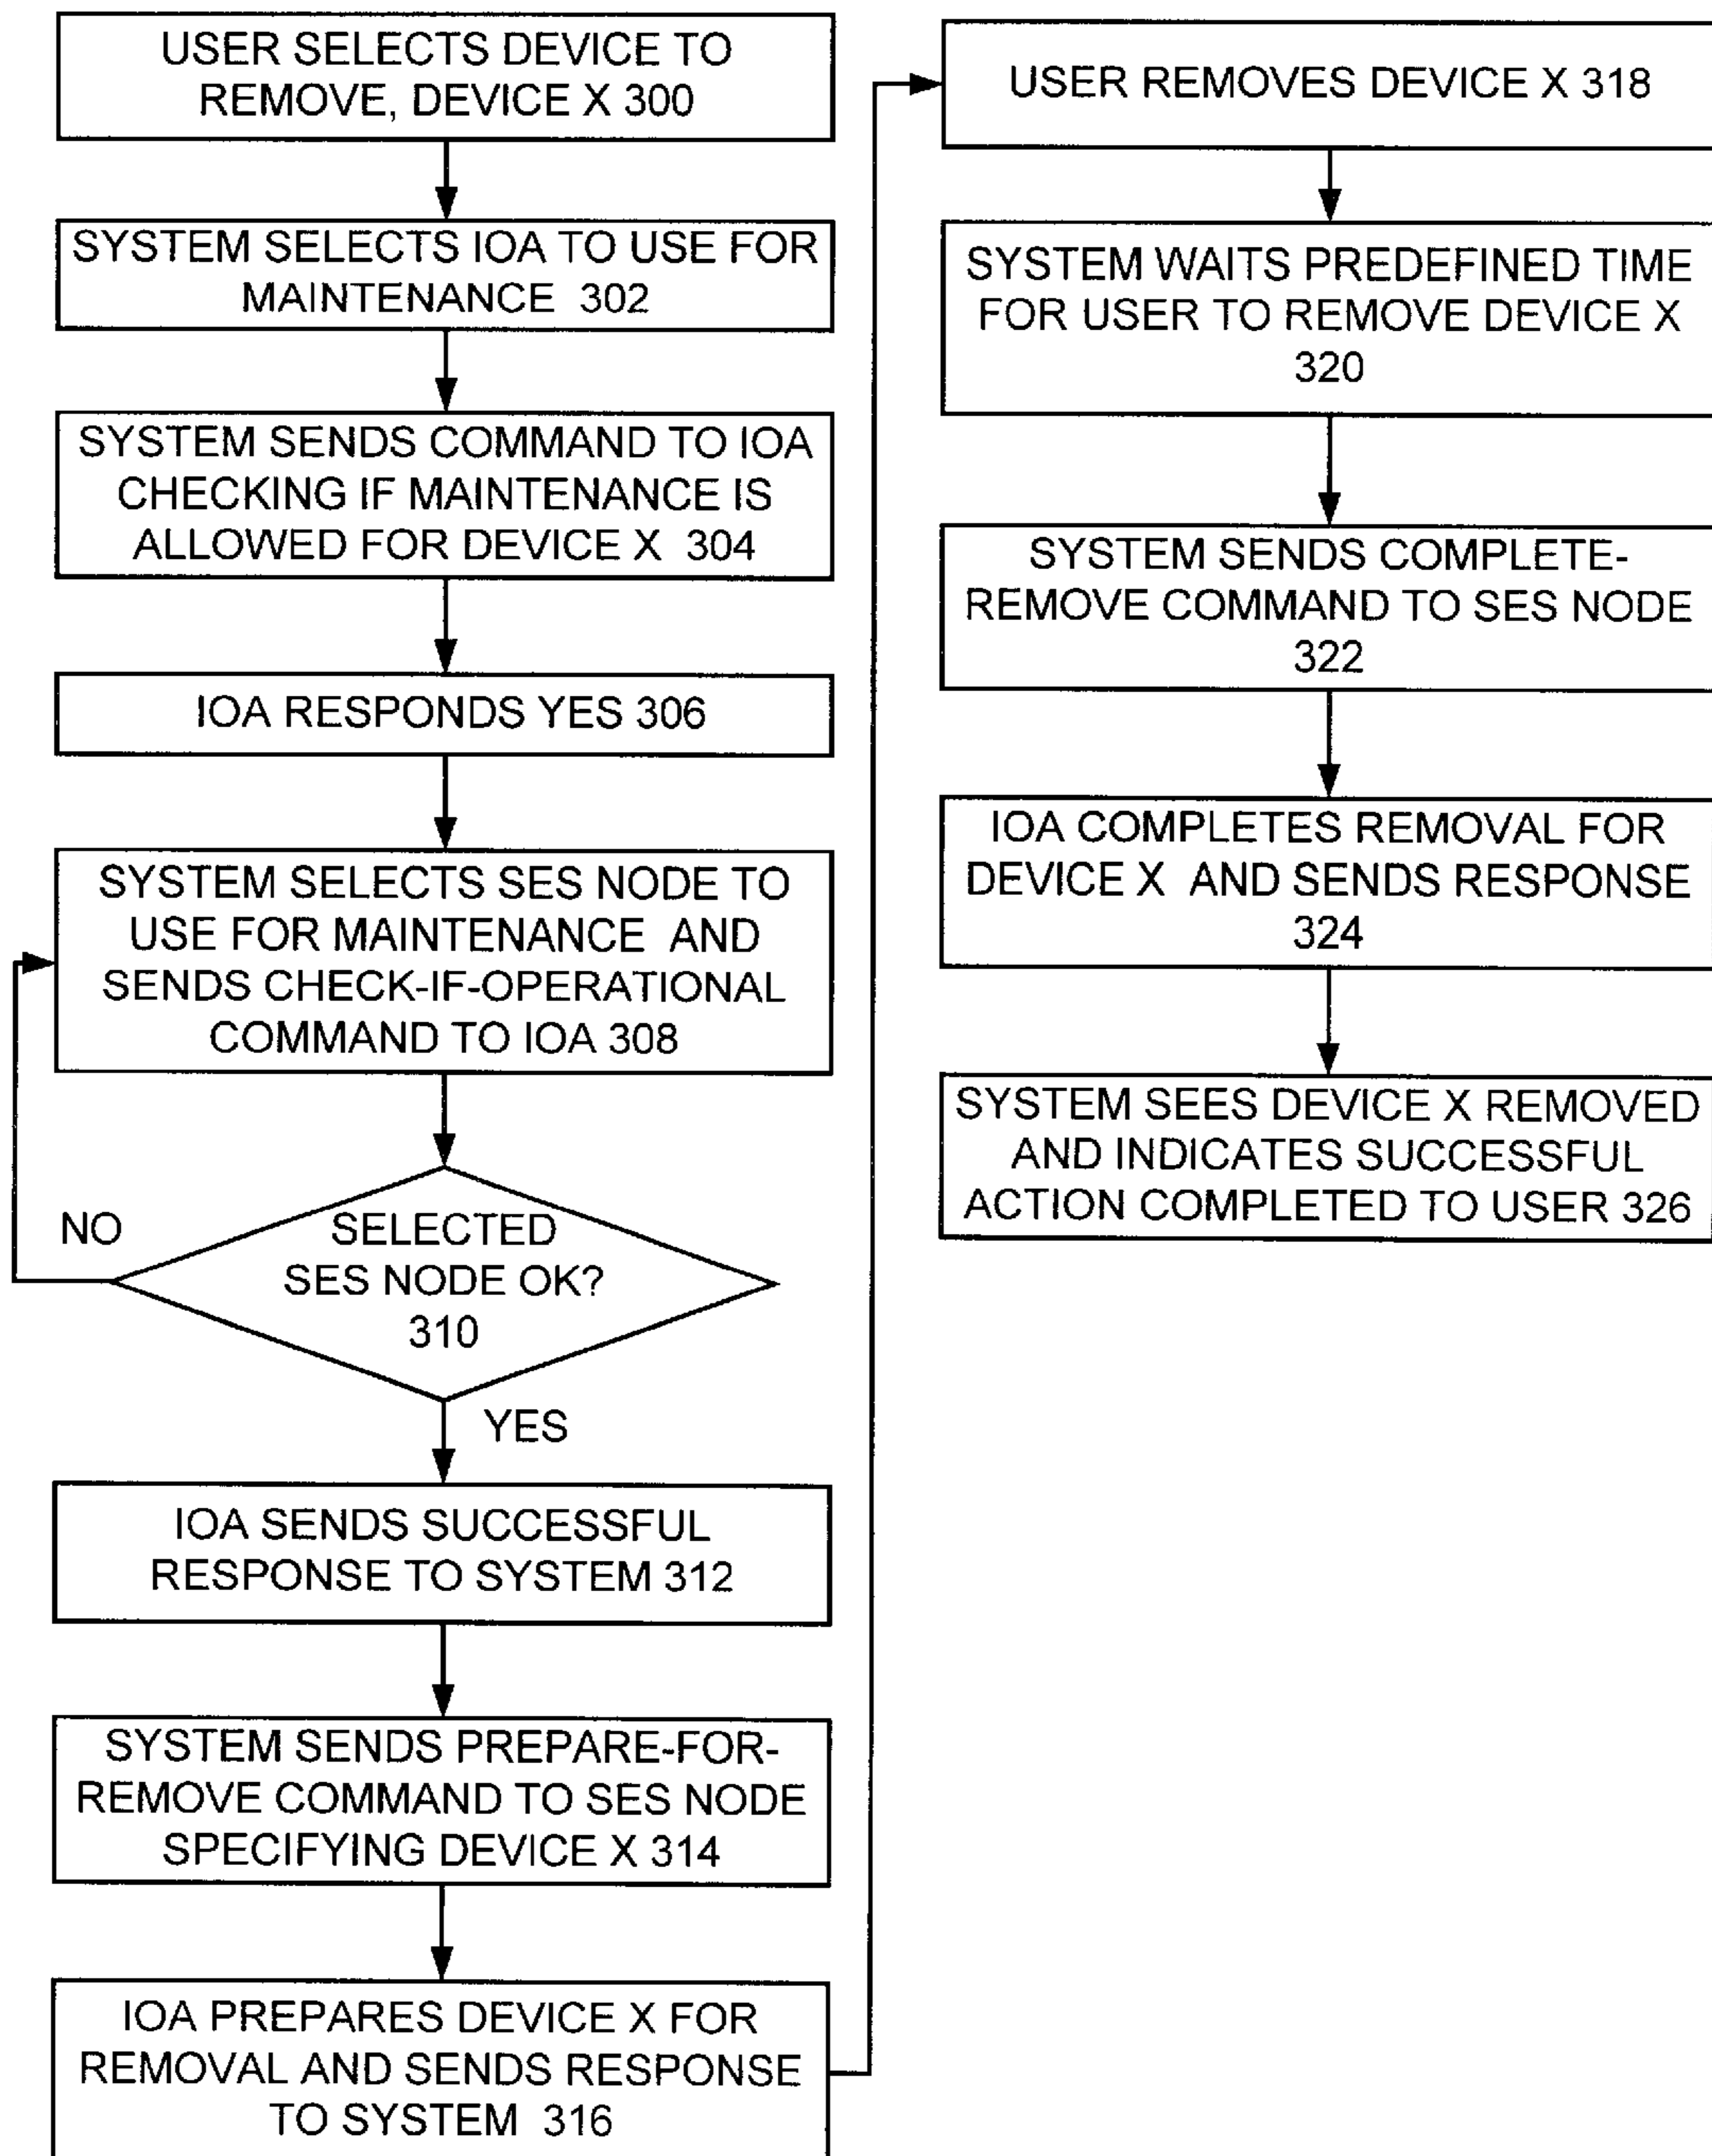 USER SELECTS DEVICE TO
REMOVE, DEVICE X 300
SYSTEM SELECTS IOA TO USE FOR
MAINTENANCE 302
SYSTEM SENDS COMMAND TO IOA
CHECKING IF MAINTENANCE IS
ALLOWED FOR DEVICE X 304
IOA RESPONDS YES 306
SYSTEM SELECTS SES NODE TO
USE FOR MAINTENANCE AND
SENDS CHECK-IF-OPERATIONAL
COMMAND TO IOA 308
NO
SELECTED
SES NODE OK?
310
YES
IOA SENDS SUCCESSFUL
RESPONSE TO SYSTEM 312
SYSTEM SENDS PREPARE-FOR-
REMOVE COMMAND TO SES NODE
SPECIFYING DEVICE X 314
IOA PREPARES DEVICE X FOR
REMOVAL AND SENDS RESPONSE
TO SYSTEM 316
USER REMOVES DEVICE X 318
SYSTEM WAITS PREDEFINED TIME
FOR USER TO REMOVE DEVICE X
320
SYSTEM SENDS COMPLETE-
REMOVE COMMAND TO SES NODE
322
IOA COMPLETES REMOVAL FOR
DEVICE X AND SENDS RESPONSE
324
SYSTEM SEES DEVICE X REMOVED
AND INDICATES SUCCESSFUL
ACTION COMPLETED TO USER 326